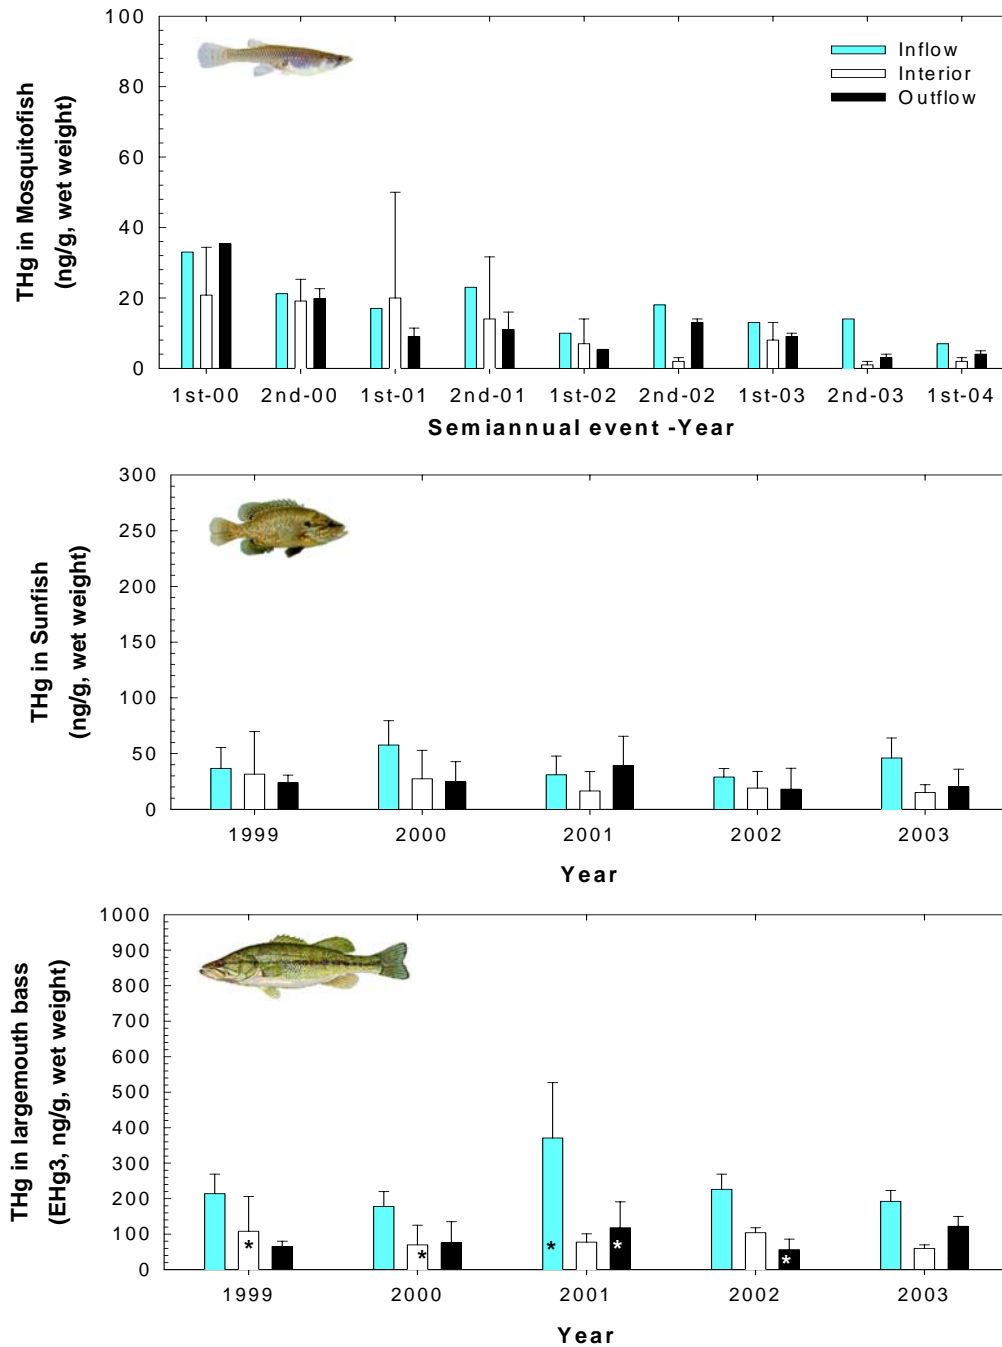 100
80
60
40
20
0
THg in Mosquitofish
(ng/g, wet weight)
Inflow
Interior
Outflow
1st-00 2nd-00 1st-01 2nd-01 1st-02 2nd-02 1st-03 2nd-03 1st-04
Semiannual event -Year
300
250
200
150
100
50
0
THg in Sunfish
(ng/g, wet weight)
1999 2000 2001 2002 2003
Year
1000
900
800
700
600
500
400
300
200
100
0
THg in largemouth bass
(EHg3, ng/g, wet weight)
* * * * *
1999 2000 2001 2002 2003
Year